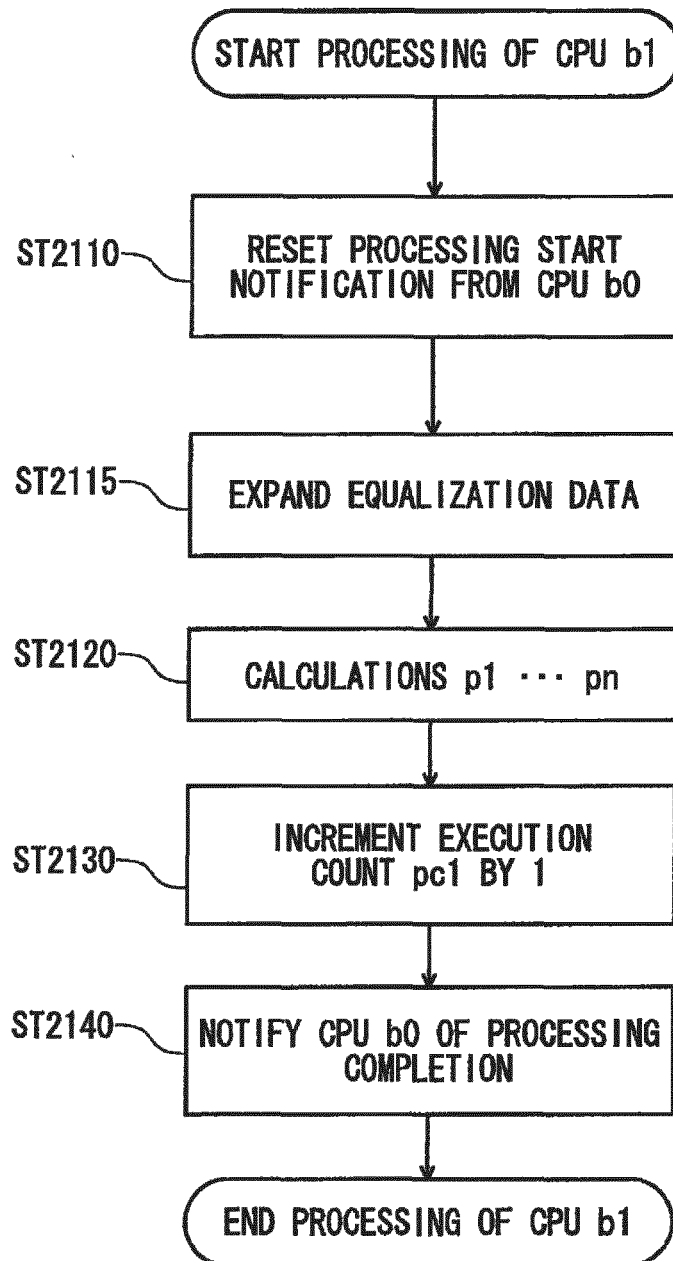 START PROCESSING OF CPU b1
ST2110
RESET PROCESSING START
NOTIFICATION FROM CPU b0
ST2115
EXPAND EQUALIZATION DATA
ST2120
CALCULATIONS p1 ··· pn
ST2130
INCREMENT EXECUTION
COUNT pc1 BY 1
ST2140
NOTIFY CPU b0 OF PROCESSING
COMPLETION
END PROCESSING OF CPU b1